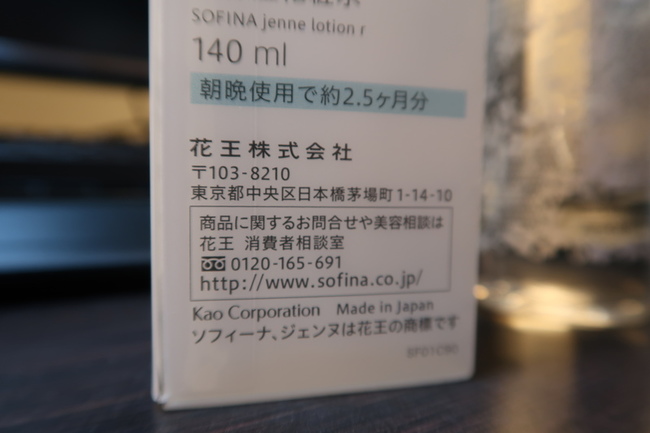 SOFINA jenne lotion r
140 ml
朝晩使用で約2.5ヶ月分
花王株式会社
〒103-8210
東京都中央区日本橋茅場町1-14-10
商品に関するお問合せや美容相談は
花王 消費者相談室
0120-165-691
http://www.sofina.co.jp/
Kao Corporation Made in Japan
ソフィーナ、ジェンヌは花王の商標です